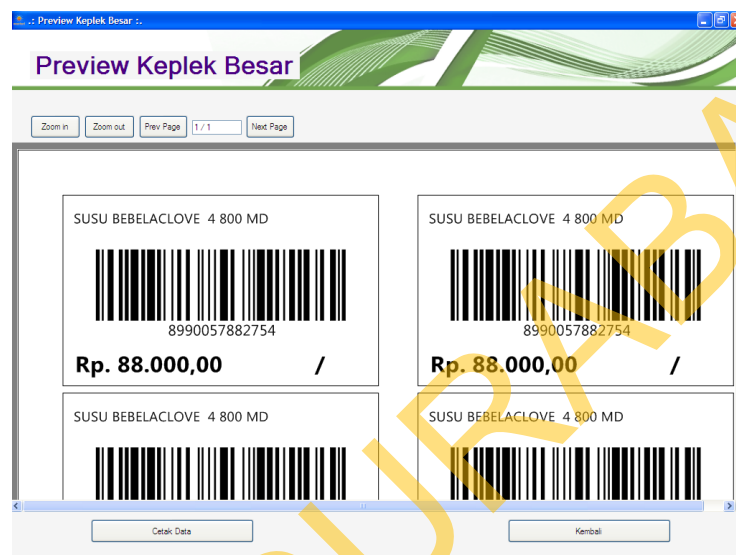 .: Preview Keplek Besar :.
Preview Keplek Besar
Zoom in Zoom out Prev Page 1 / 1 Next Page
SUSU BEBELACLOVE 4 800 MD SUSU BEBELACLOVE 4 800 MD
8990057882754 8990057882754
Rp. 88.000,00 / Rp. 88.000,00 /
SUSU BEBELACLOVE 4 800 MD SUSU BEBELACLOVE 4 800 MD
Cetak Data Kembali
URABA